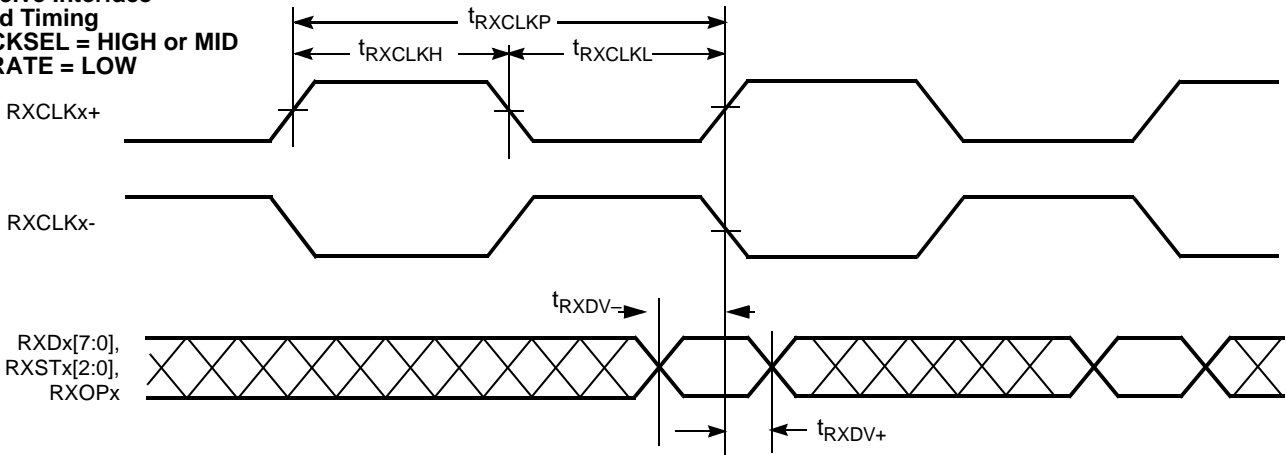 Interface
d Timing
CKSEL = HIGH or MID
RATE = LOW
tRXCLKP
tRXCLKH
tRXCLKL
RXCLKx+
RXCLKx-
tRXDV–
RXDx[7:0],
RXSTx[2:0],
RXOPx
tRXDV+